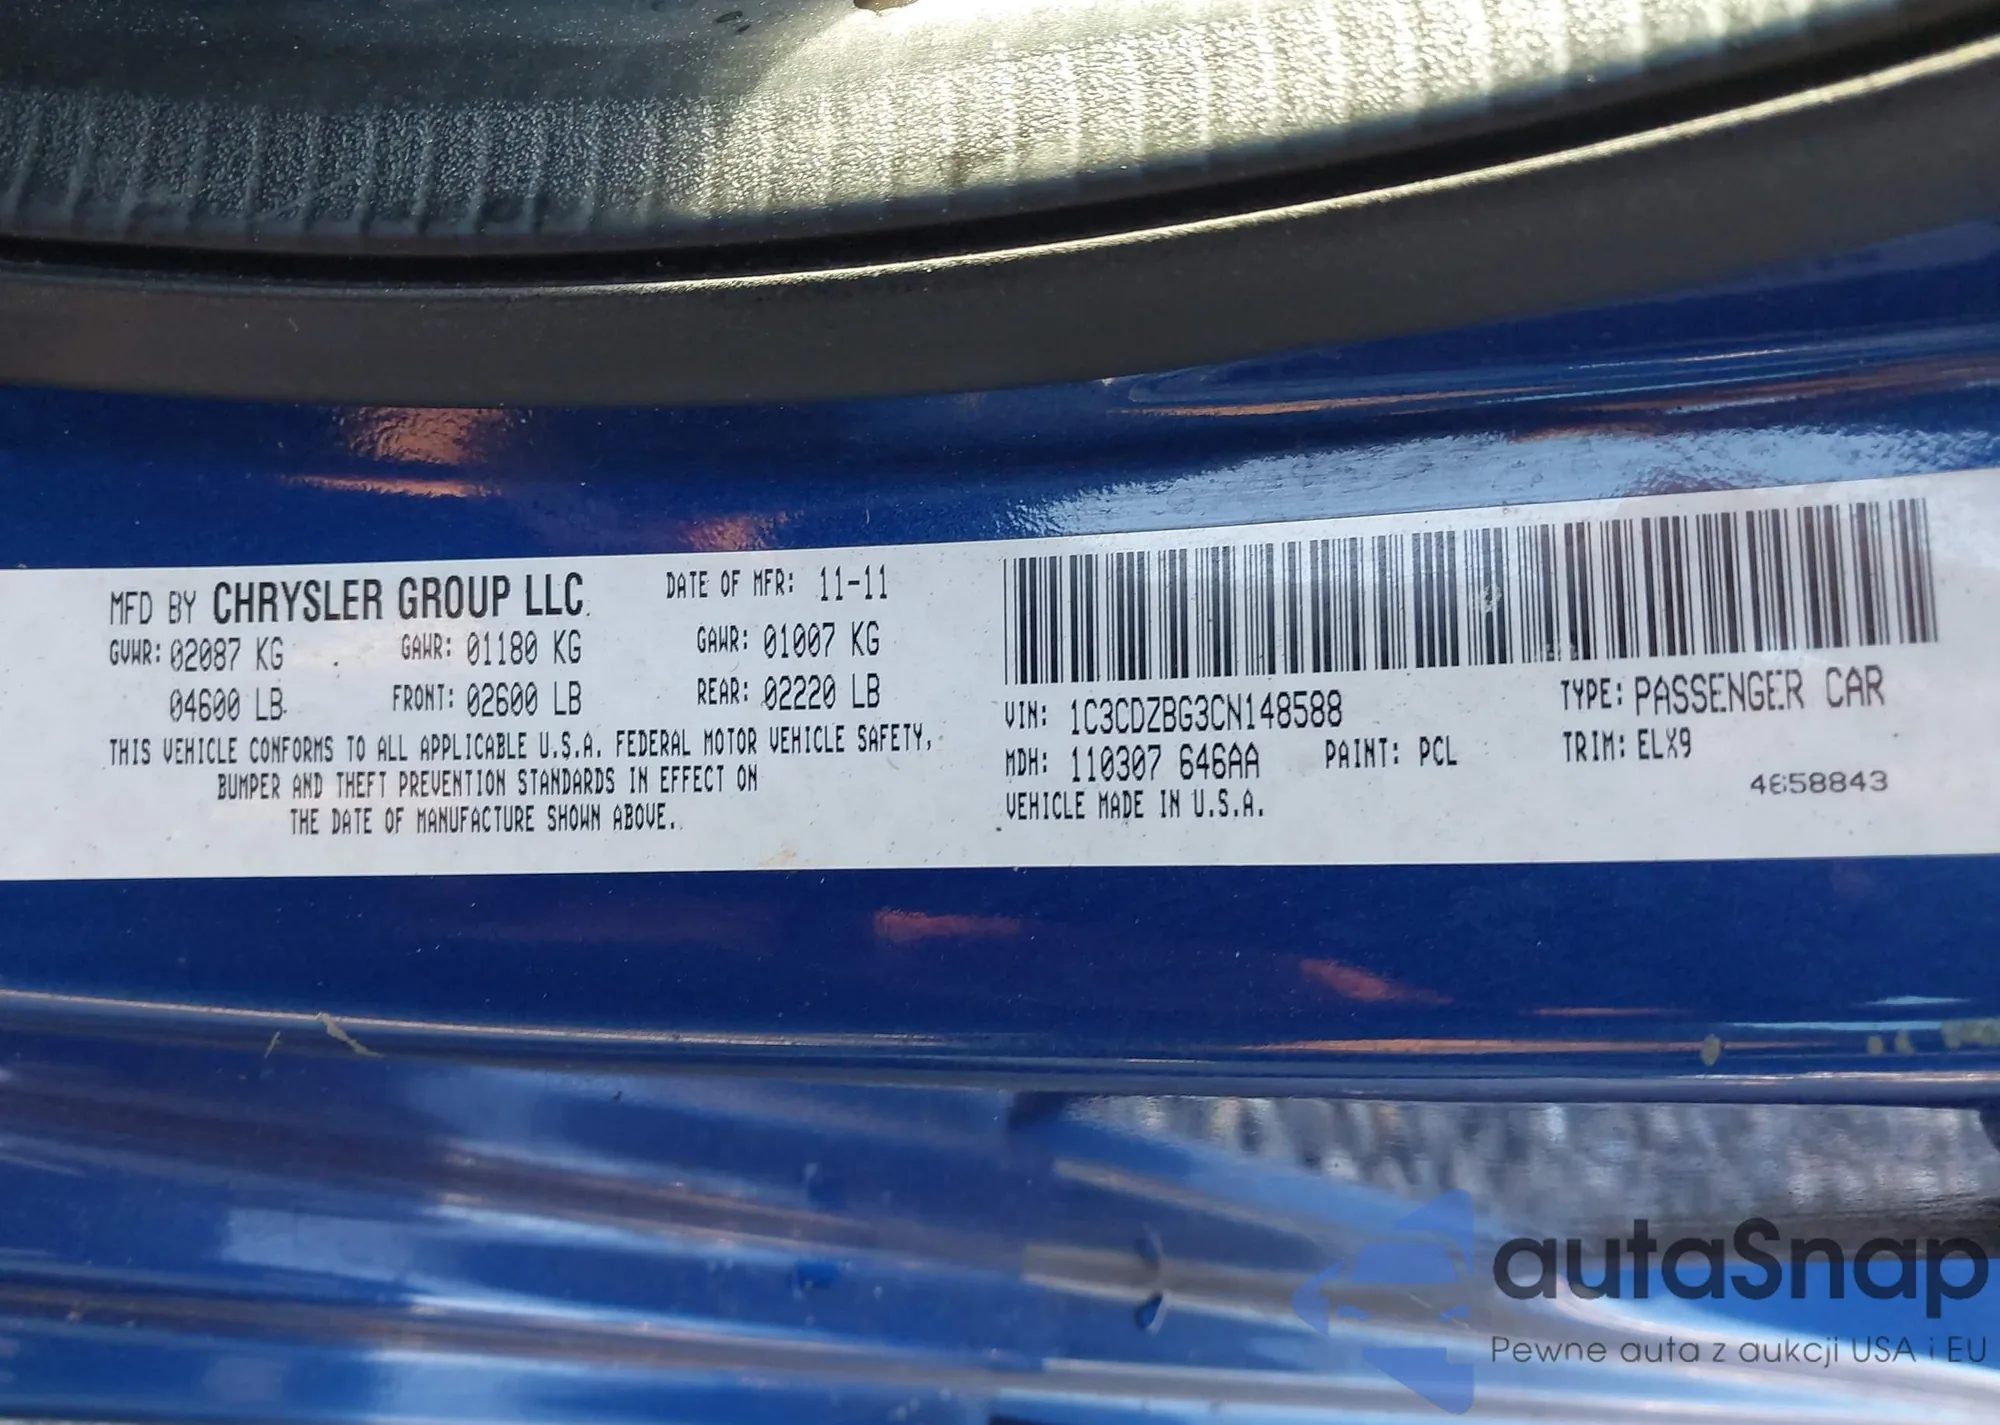 MFD BY CHRYSLER GROUP LLC DATE OF MFR: 11-11
GVWR: 02087 KG GAWR: 01180 KG GAWR: 01007 KG
04600 LB FRONT: 02600 LB REAR: 02220 LB
THIS VEHICLE CONFORMS TO ALL APPLICABLE U.S.A. FEDERAL MOTOR VEHICLE SAFETY,
BUMPER AND THEFT PREVENTION STANDARDS IN EFFECT ON
THE DATE OF MANUFACTURE SHOWN ABOVE.
VIN: 1C3CDZBG3CN148588 TYPE: PASSENGER CAR
MDH: 110307 646AA PAINT: PCL TRIM: ELX9
VEHICLE MADE IN U.S.A. 4658843
autaSnap
Pewne auta z aukcji USA i EU